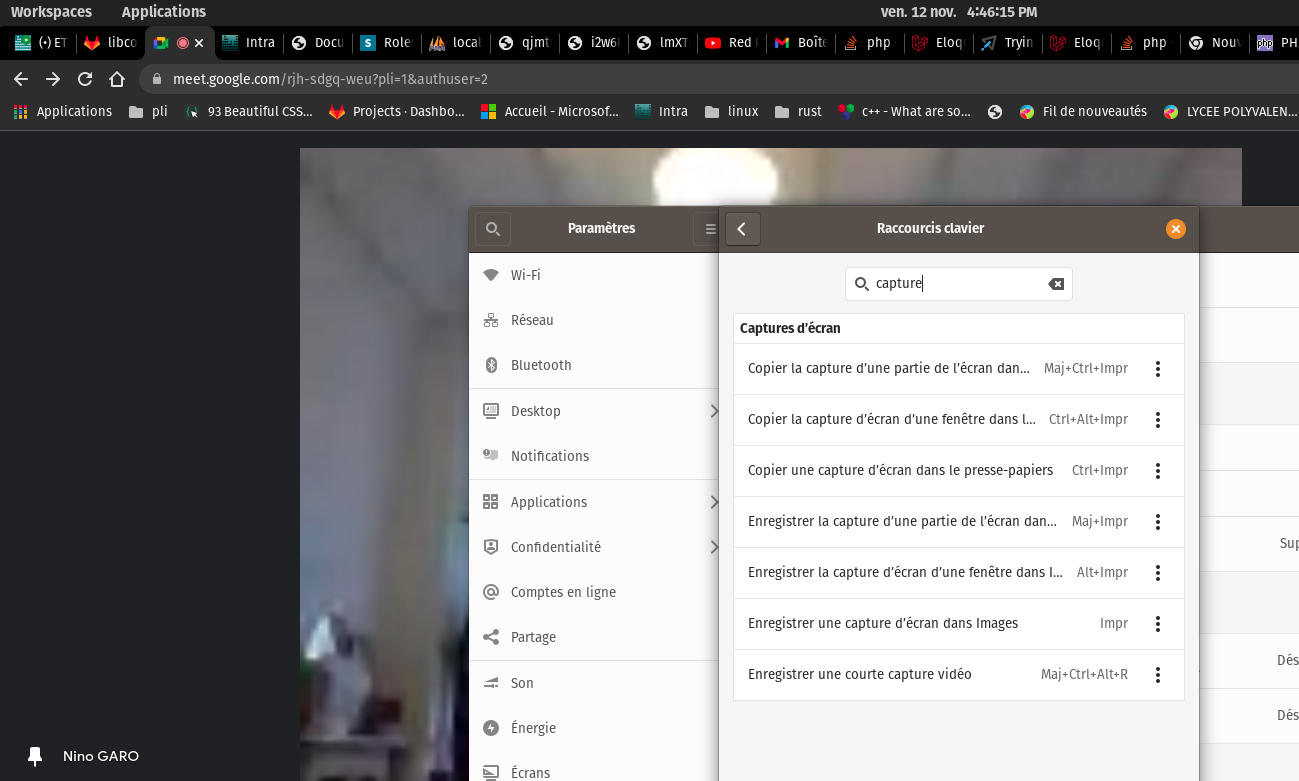 Workspaces Applications ven. 12 nov. 4:46:15 PM
(•) ET libco Intra Docu Role: local qjmt i2w6l lmXT Red Boîte php Eloq Tryin Eloq php Nouv php PH
meet.google.com/rjh-sdgq-weu?pli=1&authuser=2
Applications pli 93 Beautiful CSS... Projects · Dashbo... Accueil - Microsof... Intra linux rust c++ - What are so... Fil de nouveautés LYCEE POLYVALEN...
Paramètres
Raccourcis clavier
Wi-Fi
Réseau
Bluetooth
Desktop
Notifications
Applications
Confidentialité
Comptes en ligne
Partage
Son
Énergie
Écrans
capture
Captures d’écran
Copier la capture d’une partie de l’écran dan... Maj+Ctrl+Impr
Copier la capture d’écran d’une fenêtre dans l... Ctrl+Alt+Impr
Copier une capture d’écran dans le presse-papiers Ctrl+Impr
Enregistrer la capture d’une partie de l’écran dan... Maj+Impr
Enregistrer la capture d’écran d’une fenêtre dans I... Alt+Impr
Enregistrer une capture d’écran dans Images Impr
Enregistrer une courte capture vidéo Maj+Ctrl+Alt+R
Sup
Dés
Dés
Nino GARO